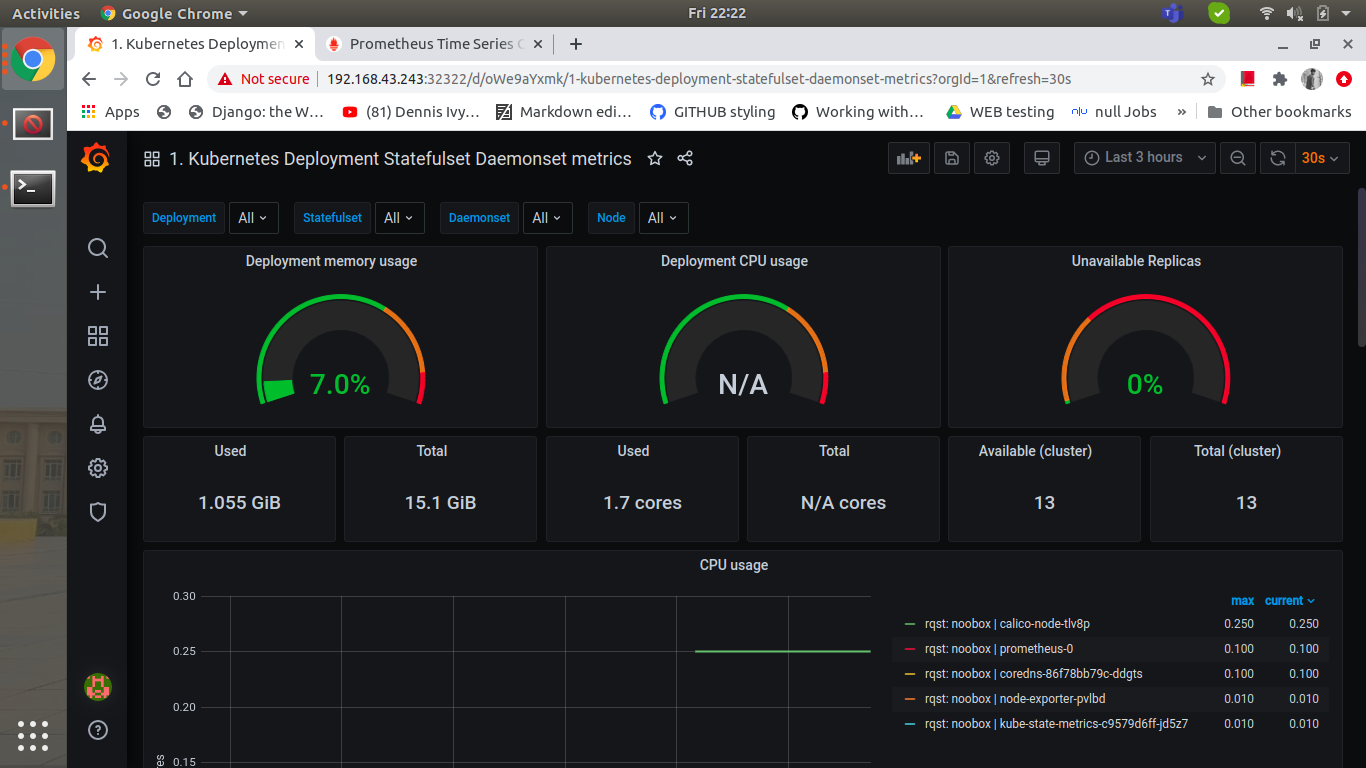 Activities Google Chrome Fri 22:22
1. Kubernetes Deploymen Prometheus Time Series C
Not secure 192.168.43.243:32322/d/oWe9aYxmk/1-kubernetes-deployment-statefulset-daemonset-metrics?orgId=1&refresh=30s
Apps Django: the W… (81) Dennis Ivy… Markdown edi… GITHUB styling Working with… WEB testing null Jobs » Other bookmarks
1. Kubernetes Deployment Statefulset Daemonset metrics Last 3 hours 30s
Deployment All Statefulset All Daemonset All Node All
Deployment memory usage Deployment CPU usage Unavailable Replicas
7.0% N/A 0%
Used Total Used Total Available (cluster) Total (cluster)
1.055 GiB 15.1 GiB 1.7 cores N/A cores 13 13
CPU usage
0.30
max current
rqst: noobox | calico-node-tlv8p 0.250 0.250
0.25
rqst: noobox | prometheus-0 0.100 0.100
rqst: noobox | coredns-86f78bb79c-ddgts 0.100 0.100
0.20
rqst: noobox | node-exporter-pvlbd 0.010 0.010
rqst: noobox | kube-state-metrics-c9579d6ff-jd5z7 0.010 0.010
0.15